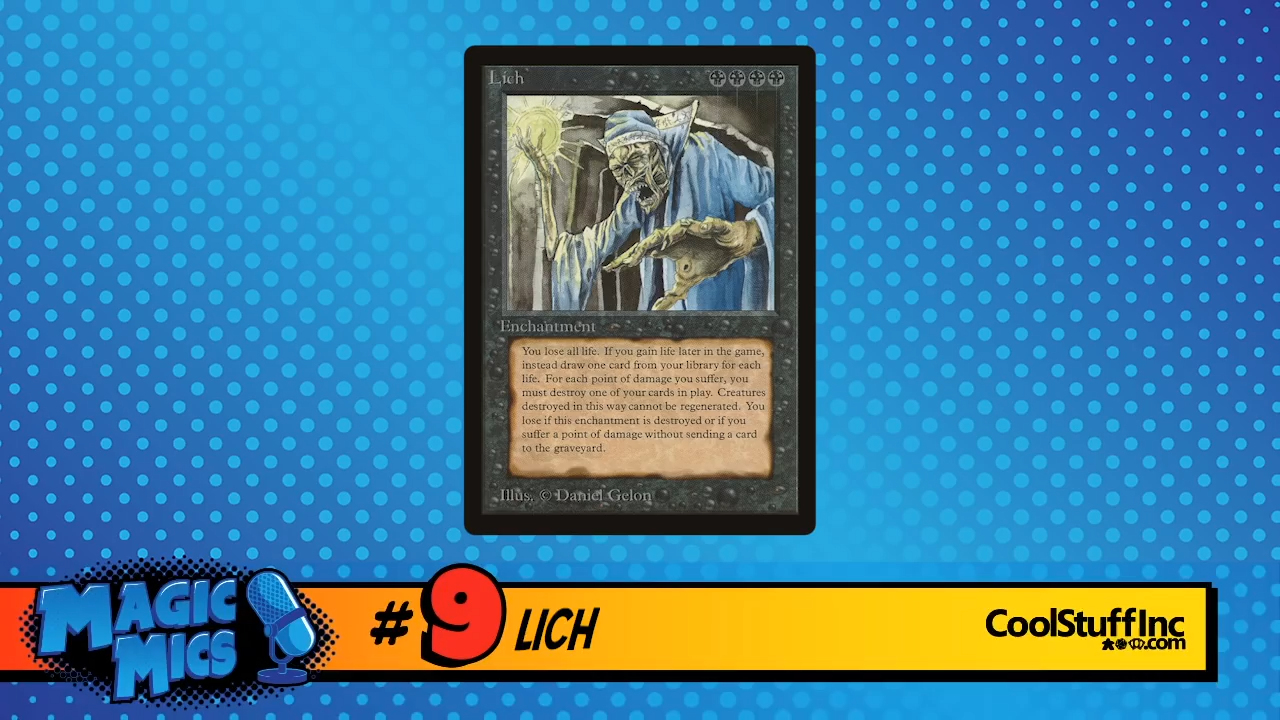 Lich
Enchantment
You lose all life. If you gain life later in the game,
instead draw one card from your library for each
life. For each point of damage you suffer, you
must destroy one of your cards in play. Creatures
destroyed in this way cannot be regenerated. You
lose if this enchantment is destroyed or if you
suffer a point of damage without sending a card
to the graveyard.
Illus. © Daniel Gelon
MAGIC
MICS
#9 LICH
CoolStuffInc
.com